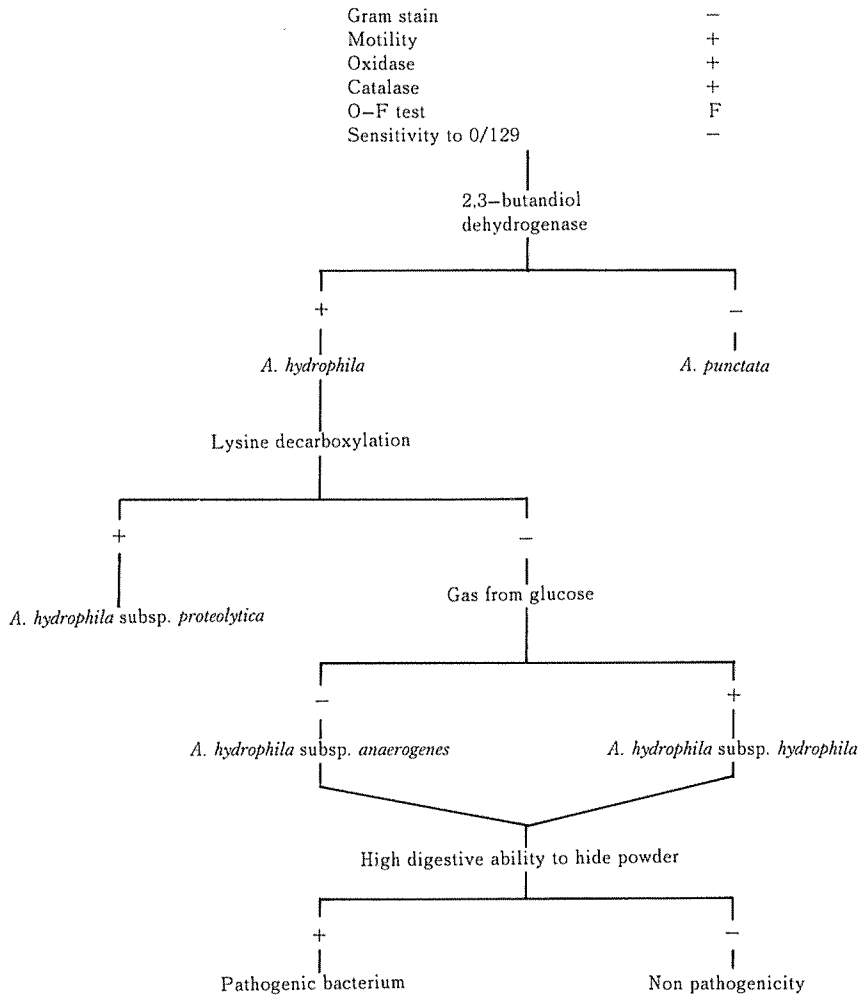 Gram stain −
Motility +
Oxidase +
Catalase +
O−F test F
Sensitivity to 0/129 −
2,3−butandiol
dehydrogenase
+ −
A. hydrophila A. punctata
Lysine decarboxylation
+ −
Gas from glucose
A. hydrophila subsp. proteolytica
− +
A. hydrophila subsp. anaerogenes A. hydrophila subsp. hydrophila
High digestive ability to hide powder
+ −
Pathogenic bacterium Non pathogenicity